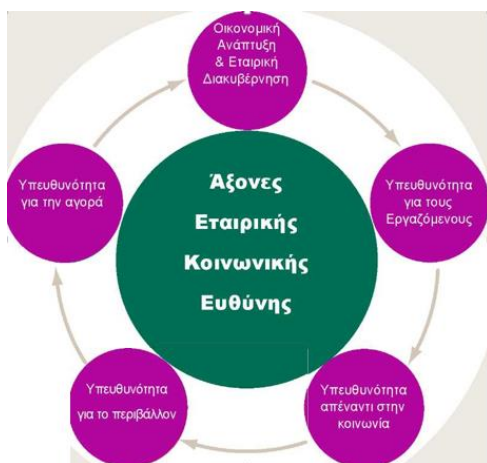 Οικονομική
Ανάπτυξη
& Εταιρική
Διακυβέρνηση
Υπευθυνότητα
για την αγορά
Άξονες
Εταιρικής
Κοινωνικής
Ευθύνης
Υπευθυνότητα
για τους
Εργαζόμενους
Υπευθυνότητα
για το περιβάλλον
Υπευθυνότητα
απέναντι στην
κοινωνία